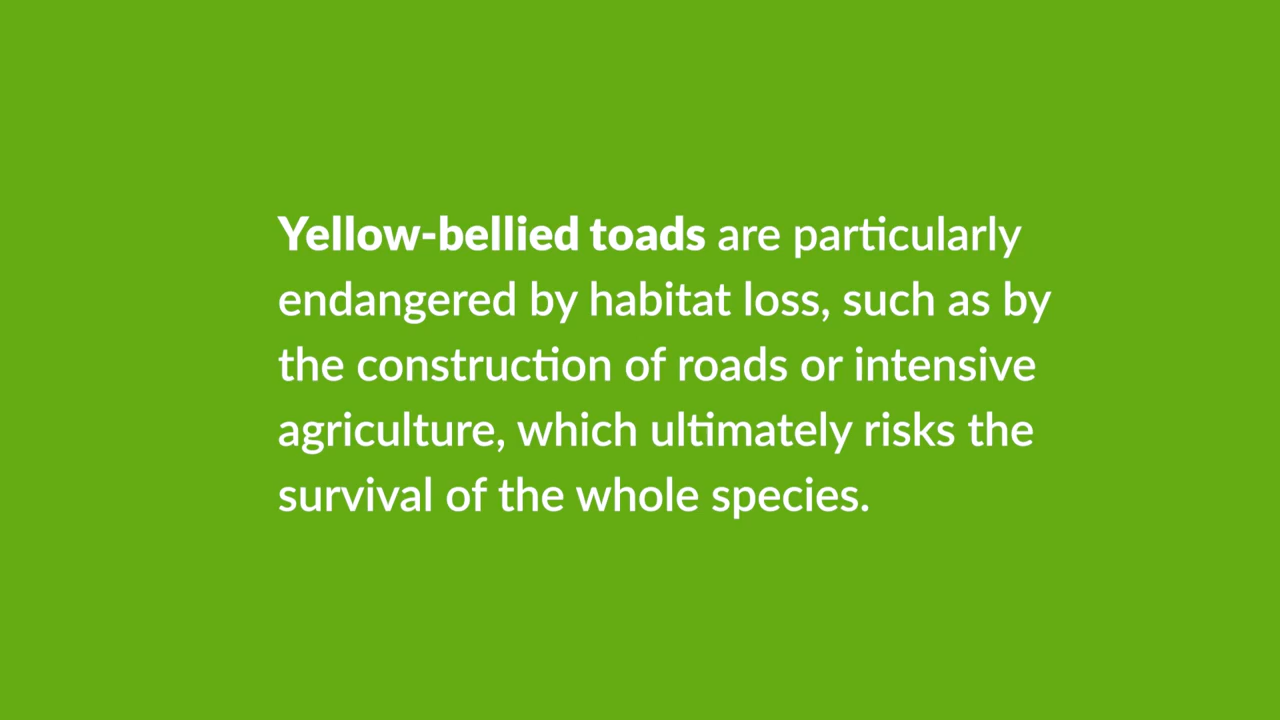 Yellow-bellied toads are particularly
endangered by habitat loss, such as by
the construction of roads or intensive
agriculture, which ultimately risks the
survival of the whole species.